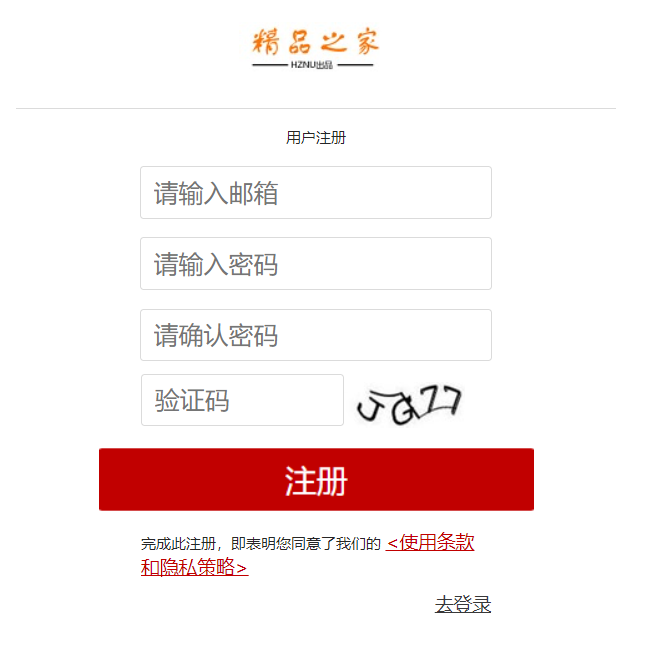 精品之家
HZNU出品
用户注册
请输入邮箱
请输入密码
请确认密码
验证码
注册
完成此注册，即表明您同意了我们的 <使用条款
和隐私策略>
去登录